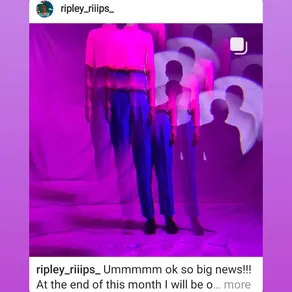 ripley_riiips_
ripley_riiips_ Ummmmm ok so big news!!!
At the end of this month I will be o... more